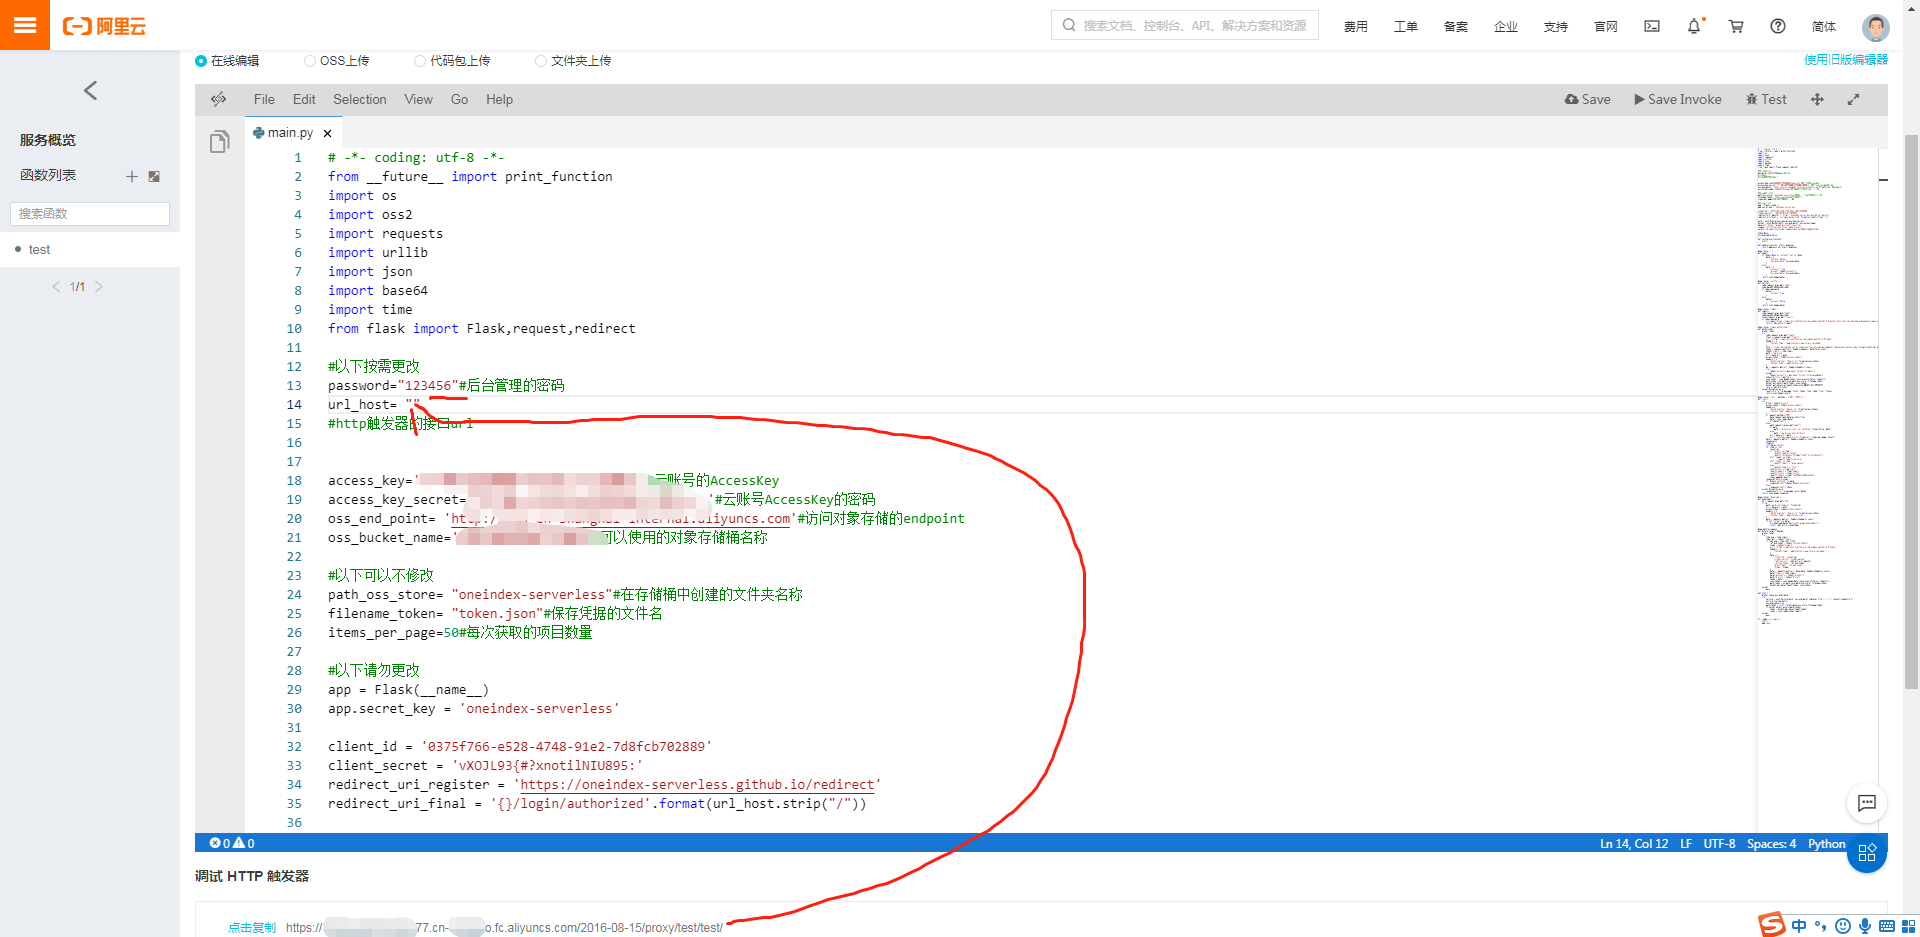 阿里云
搜索文档、控制台、API、解决方案和资源
费用 工单 备案 企业 支持 官网 简体
在线编辑 OSS上传 代码包上传 文件夹上传
使用旧版编辑器
服务概览
函数列表
搜索函数
test
1/1
File Edit Selection View Go Help
Save Save Invoke Test
main.py
1 # -*- coding: utf-8 -*-
2 from __future__ import print_function
3 import os
4 import oss2
5 import requests
6 import urllib
7 import json
8 import base64
9 import time
10 from flask import Flask,request,redirect
11
12 #以下按需更改
13 password="123456"#后台管理的密码
14 url_host= ""
15 #http触发器的接口url
16
17
18 access_key='云账号的AccessKey
19 access_key_secret='#云账号AccessKey的密码
20 oss_end_point= 'http:/internal.aliyuncs.com'#访问对象存储的endpoint
21 oss_bucket_name='可以使用的对象存储桶名称
22
23 #以下可以不修改
24 path_oss_store= "oneindex-serverless"#在存储桶中创建的文件夹名称
25 filename_token= "token.json"#保存凭据的文件名
26 items_per_page=50#每次获取的项目数量
27
28 #以下请勿更改
29 app = Flask(__name__)
30 app.secret_key = 'oneindex-serverless'
31
32 client_id = '0375f766-e528-4748-91e2-7d8fcb702889'
33 client_secret = 'vXOJL93{#?xnotilNIU895:'
34 redirect_uri_register = 'https://oneindex-serverless.github.io/redirect'
35 redirect_uri_final = '{}/login/authorized'.format(url_host.strip("/"))
36
0 0
Ln 14, Col 12 LF UTF-8 Spaces: 4 Python
调试 HTTP 触发器
点击复制 https://77.cn-o.fc.aliyuncs.com/2016-08-15/proxy/test/test/
中